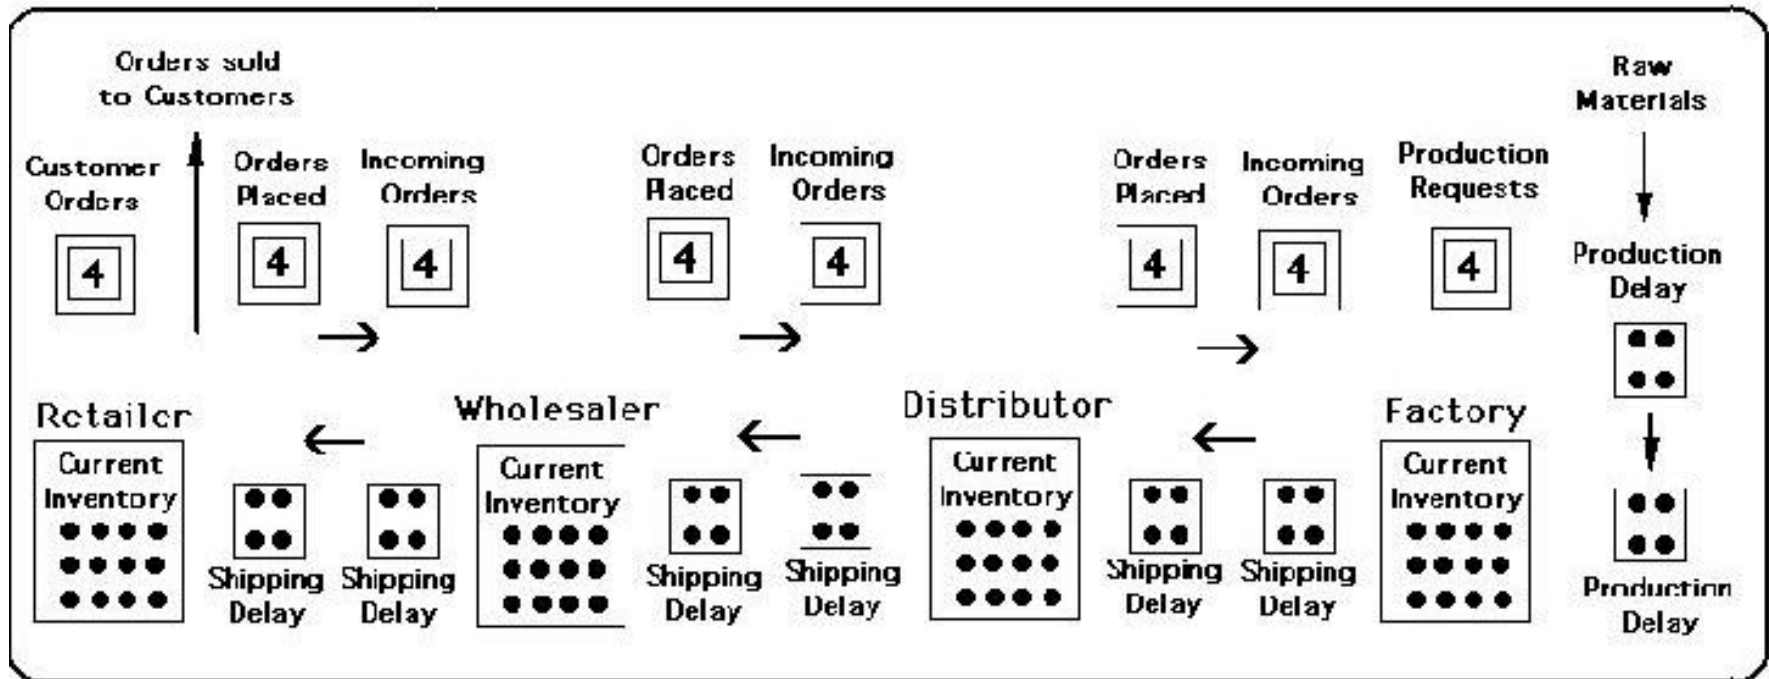 Orders sold
to Customers
Raw
Materials
Customer
Orders
Orders
Placed
Incoming
Orders
Orders
Placed
Incoming
Orders
Orders
Placed
Incoming
Orders
Production
Requests
4
4
4
4
4
4
4
4
Production
Delay
Retailer
Wholesaler
Distributor
Factory
Current
Inventory
Shipping
Delay
Shipping
Delay
Current
Inventory
Shipping
Delay
Shipping
Delay
Current
Inventory
Shipping
Delay
Shipping
Delay
Current
Inventory
Production
Delay